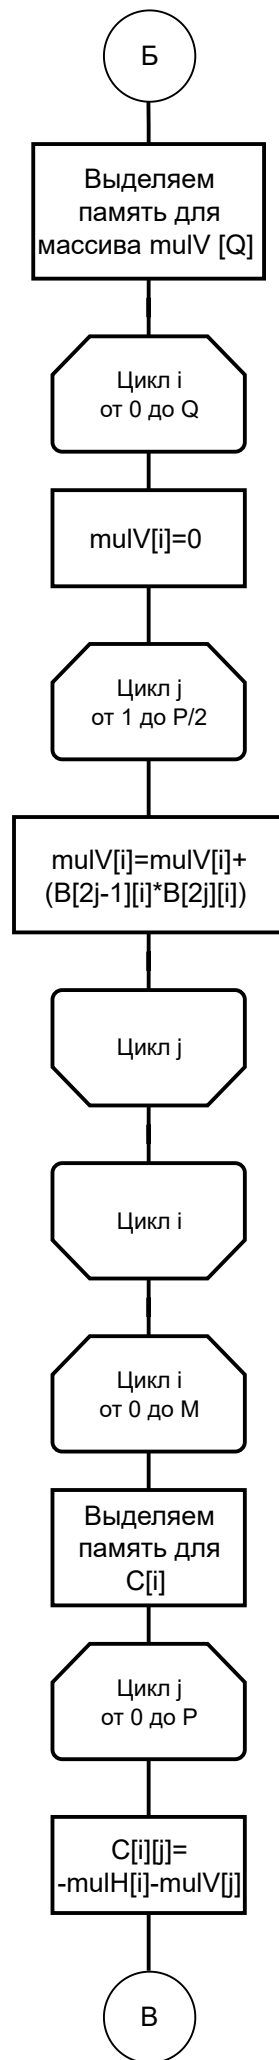 Б
Выделяем
память для
массива mulV [Q]
Цикл i
от 0 до Q
mulV[i]=0
Цикл j
от 1 до P/2
mulV[i]=mulV[i]+
(B[2j-1][i]*B[2j][i])
Цикл j
Цикл i
Цикл i
от 0 до M
Выделяем
память для
C[i]
Цикл j
от 0 до P
C[i][j]=
-mulH[i]-mulV[j]
В